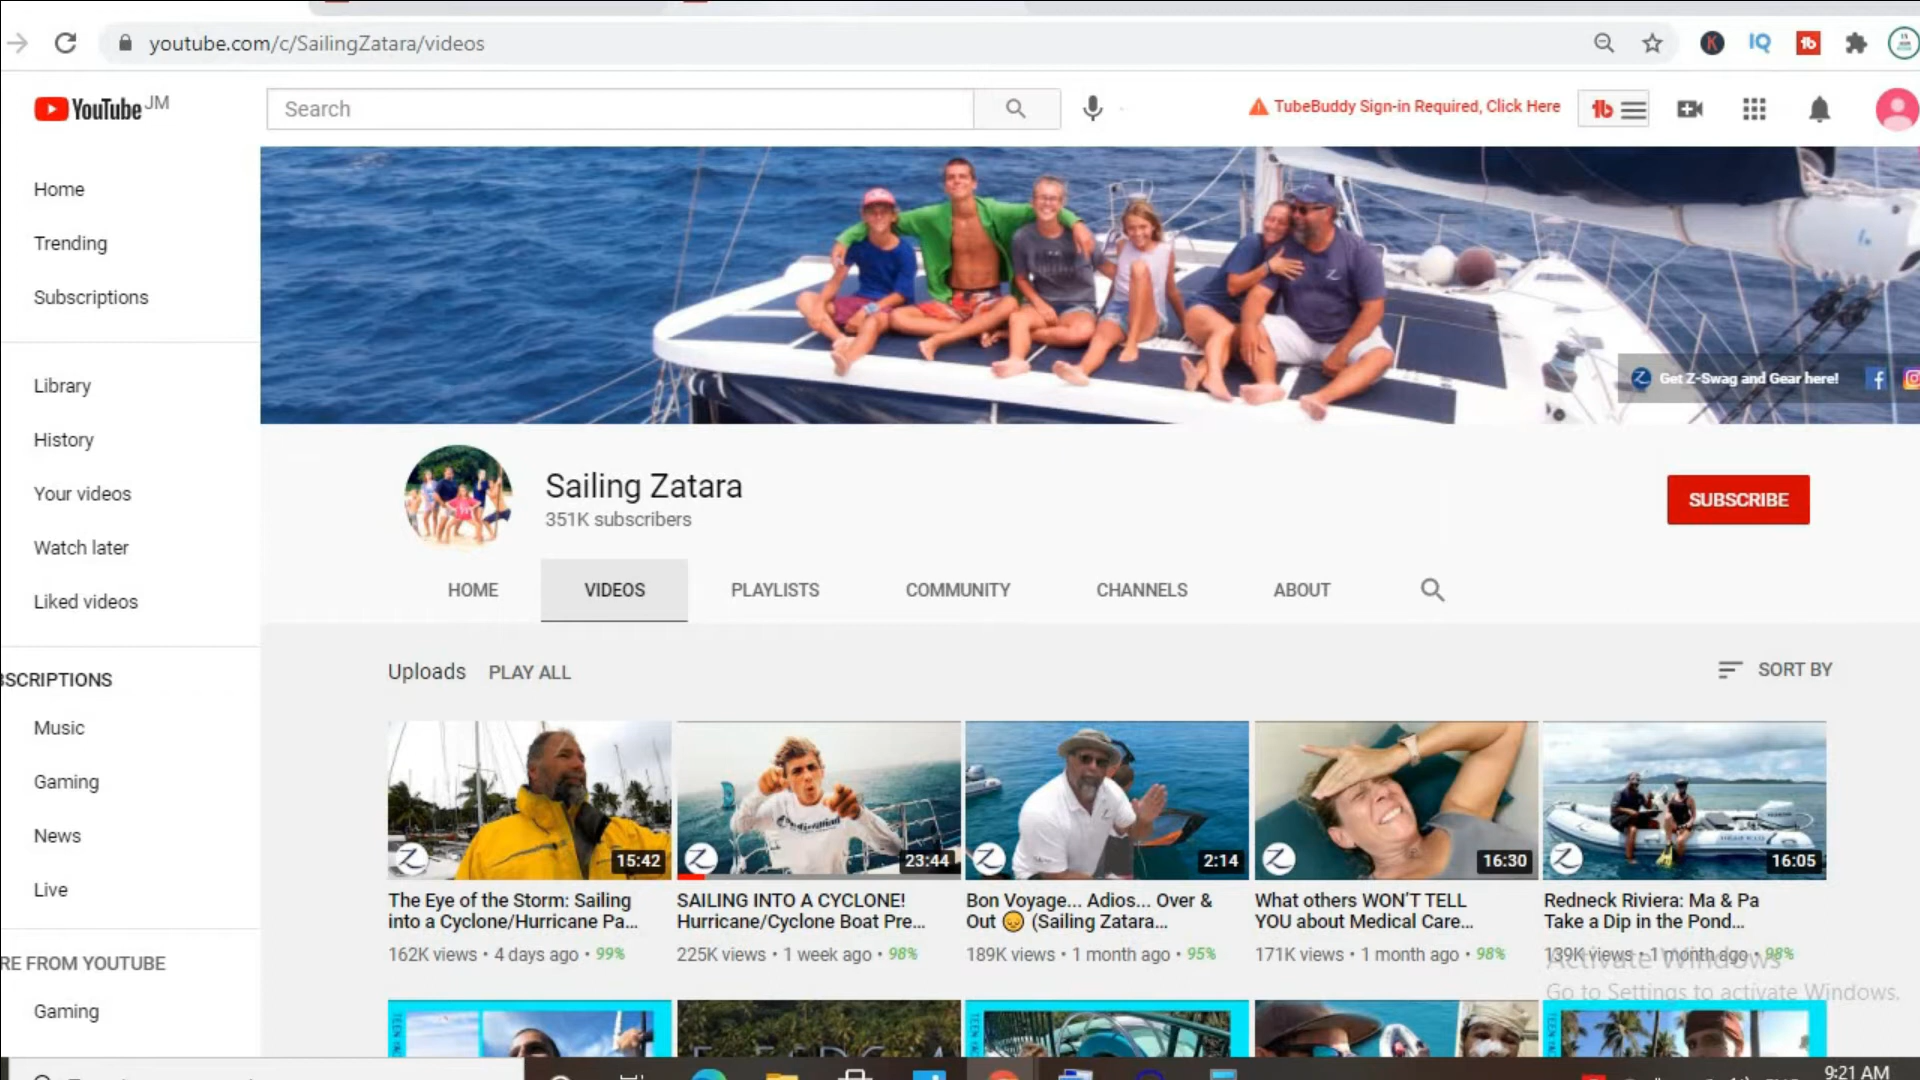 youtube.com/c/SailingZatara/videos
IQ
YouTube JM
Search
TubeBuddy Sign-in Required, Click Here
Home
Trending
Subscriptions
Library
History
Your videos
Watch later
Liked videos
BSCRIPTIONS
Music
Gaming
News
Live
RE FROM YOUTUBE
Gaming
Get Z-Swag and Gear here!
Sailing Zatara
351K subscribers
SUBSCRIBE
HOME VIDEOS PLAYLISTS COMMUNITY CHANNELS ABOUT
Uploads PLAY ALL
SORT BY
15:42
The Eye of the Storm: Sailing
into a Cyclone/Hurricane Pa...
162K views • 4 days ago • 99%
23:44
SAILING INTO A CYCLONE!
Hurricane/Cyclone Boat Pre...
225K views • 1 week ago • 98%
2:14
Bon Voyage... Adios... Over &
Out 😞 (Sailing Zatara...
189K views • 1 month ago • 95%
16:30
What others WON'T TELL
YOU about Medical Care...
171K views • 1 month ago • 98%
16:05
Redneck Riviera: Ma & Pa
Take a Dip in the Pond...
139K views • 1 month ago • 98%
Activate Windows
Go to Settings to activate Windows.
9:21 AM